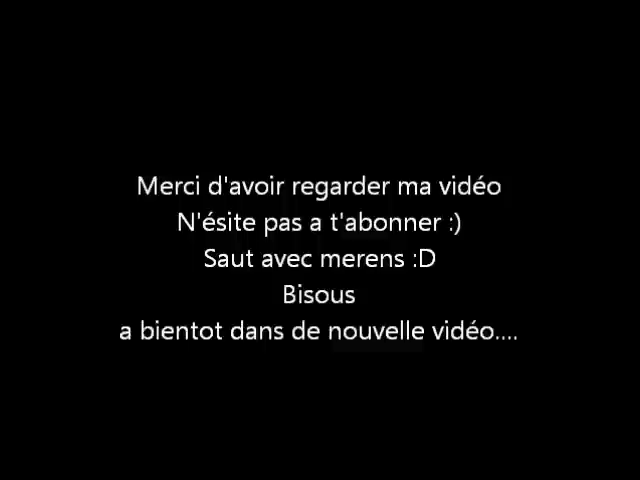 Merci d'avoir regarder ma vidéo
N'ésite pas a t'abonner :)
Saut avec merens :D
Bisous
a bientot dans de nouvelle vidéo....